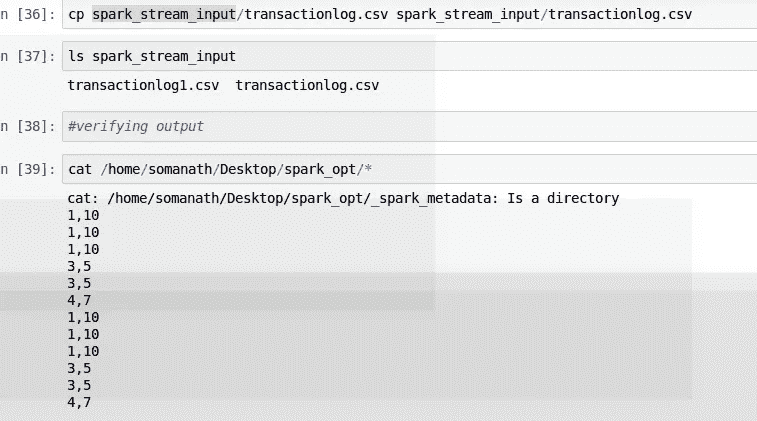 n [36]: cp spark_stream_input/transactionlog.csv spark_stream_input/transactionlog.csv
n [37]: ls spark_stream_input
transactionlog1.csv  transactionlog.csv
n [38]: #verifying output
n [39]: cat /home/somanath/Desktop/spark_opt/*
cat: /home/somanath/Desktop/spark_opt/_spark_metadata: Is a directory
1,10
1,10
1,10
3,5
3,5
4,7
1,10
1,10
1,10
3,5
3,5
4,7